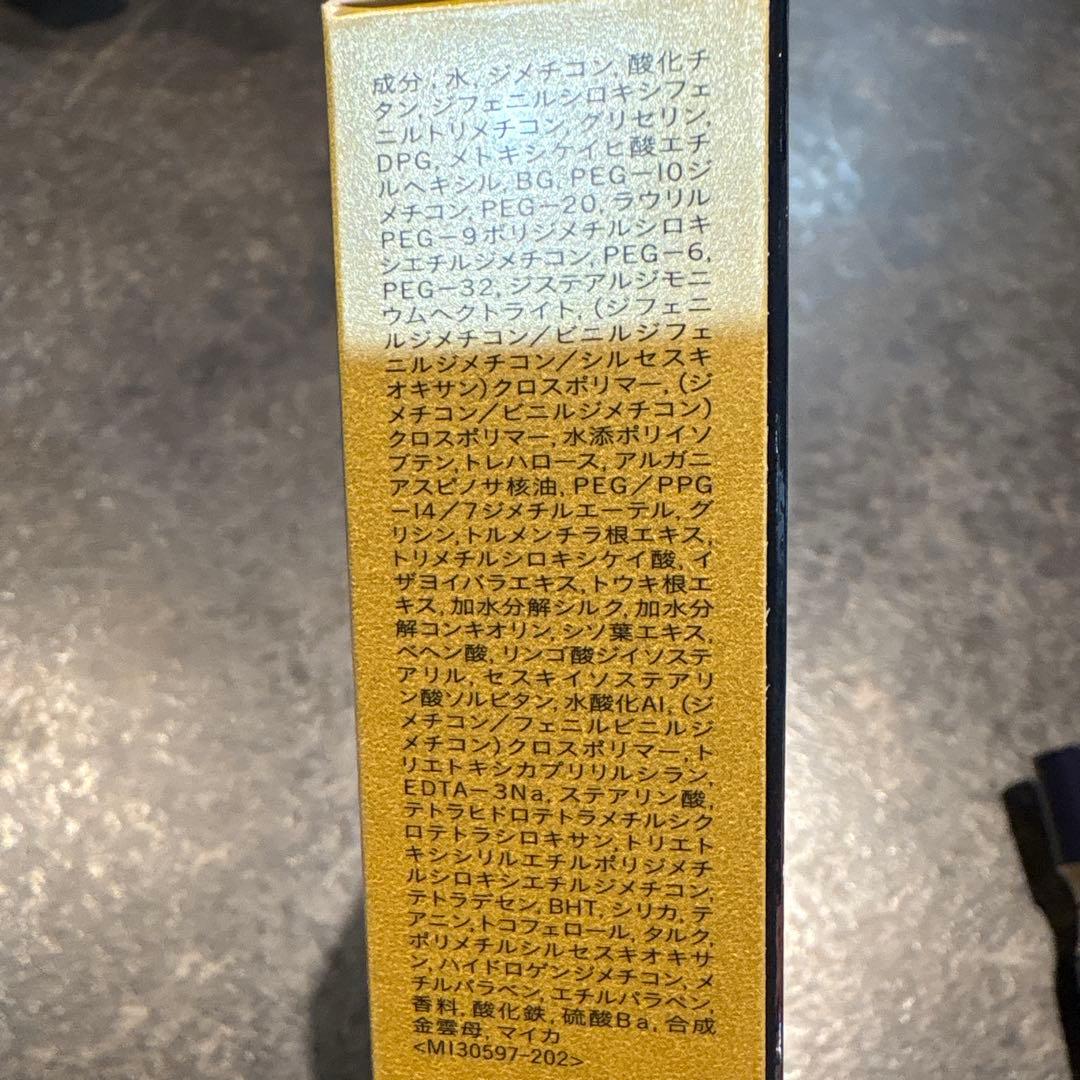 成分：水, ジメチコン, 酸化チ
タン, ジフェニルシロキシフェ
ニルトリメチコン, グリセリン,
DPG, メトキシケイヒ酸エチ
ルヘキシル, BG, PEG－10ジ
メチコン, PEG－20, ラウリル
PEG－9ポリジメチルシロキ
シエチルジメチコン, PEG－6,
PEG－32, ジステアルジモニ
ウムヘクトライト, (ジフェニ
ルジメチコン／ビニルジフェ
ニルジメチコン／シルセスキ
オキサン)クロスポリマー, (ジ
メチコン／ビニルジメチコン)
クロスポリマー, 水添ポリイソ
ブテン, トレハロース, アルガニ
アスピノサ核油, PEG／PPG
－14／7ジメチルエーテル, グ
リシン, トルメンチラ根エキス,
トリメチルシロキシケイ酸, イ
ザヨイバラエキス, トウキ根エ
キス, 加水分解シルク, 加水分
解コンキオリン, シソ葉エキス,
ベヘン酸, リンゴ酸ジイソステ
アリル, セスキイソステアリ
ン酸ソルビタン, 水酸化Al, (ジ
メチコン／フェニルビニルジ
メチコン)クロスポリマー, ト
リエトキシカプリリルシラン,
EDTA－3Na, ステアリン酸,
テトラヒドロテトラメチルシク
ロテトラシロキサン, トリエト
キシシリルエチルポリジメチ
ルシロキシエチルジメチコン,
テトラデセン, BHT, シリカ, テ
アニン, トコフェロール, タルク,
ポリメチルシルセスキオキサ
ン, ハイドロゲンジメチコン, メ
チルパラベン, エチルパラベン,
香料, 酸化鉄, 硫酸Ba, 合成
金雲母, マイカ
<MI30597-202>